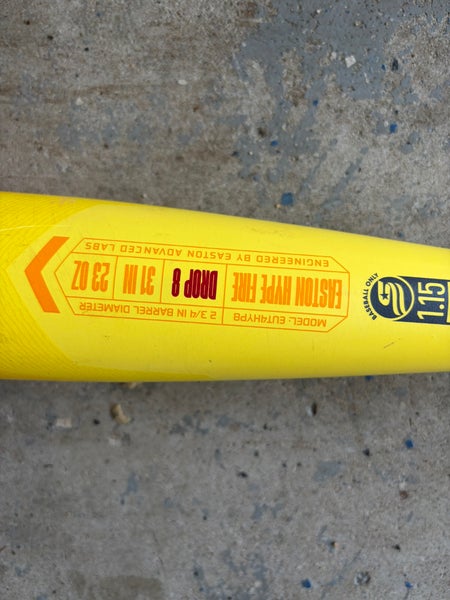 MODEL: EUT4HYP8
2 3/4 IN BARREL DIAMETER
EASTON HYPE FIRE
DROP 8
31 IN
23 OZ
ENGINEERED BY EASTON ADVANCED LABS
BASEBALL ONLY
1.15